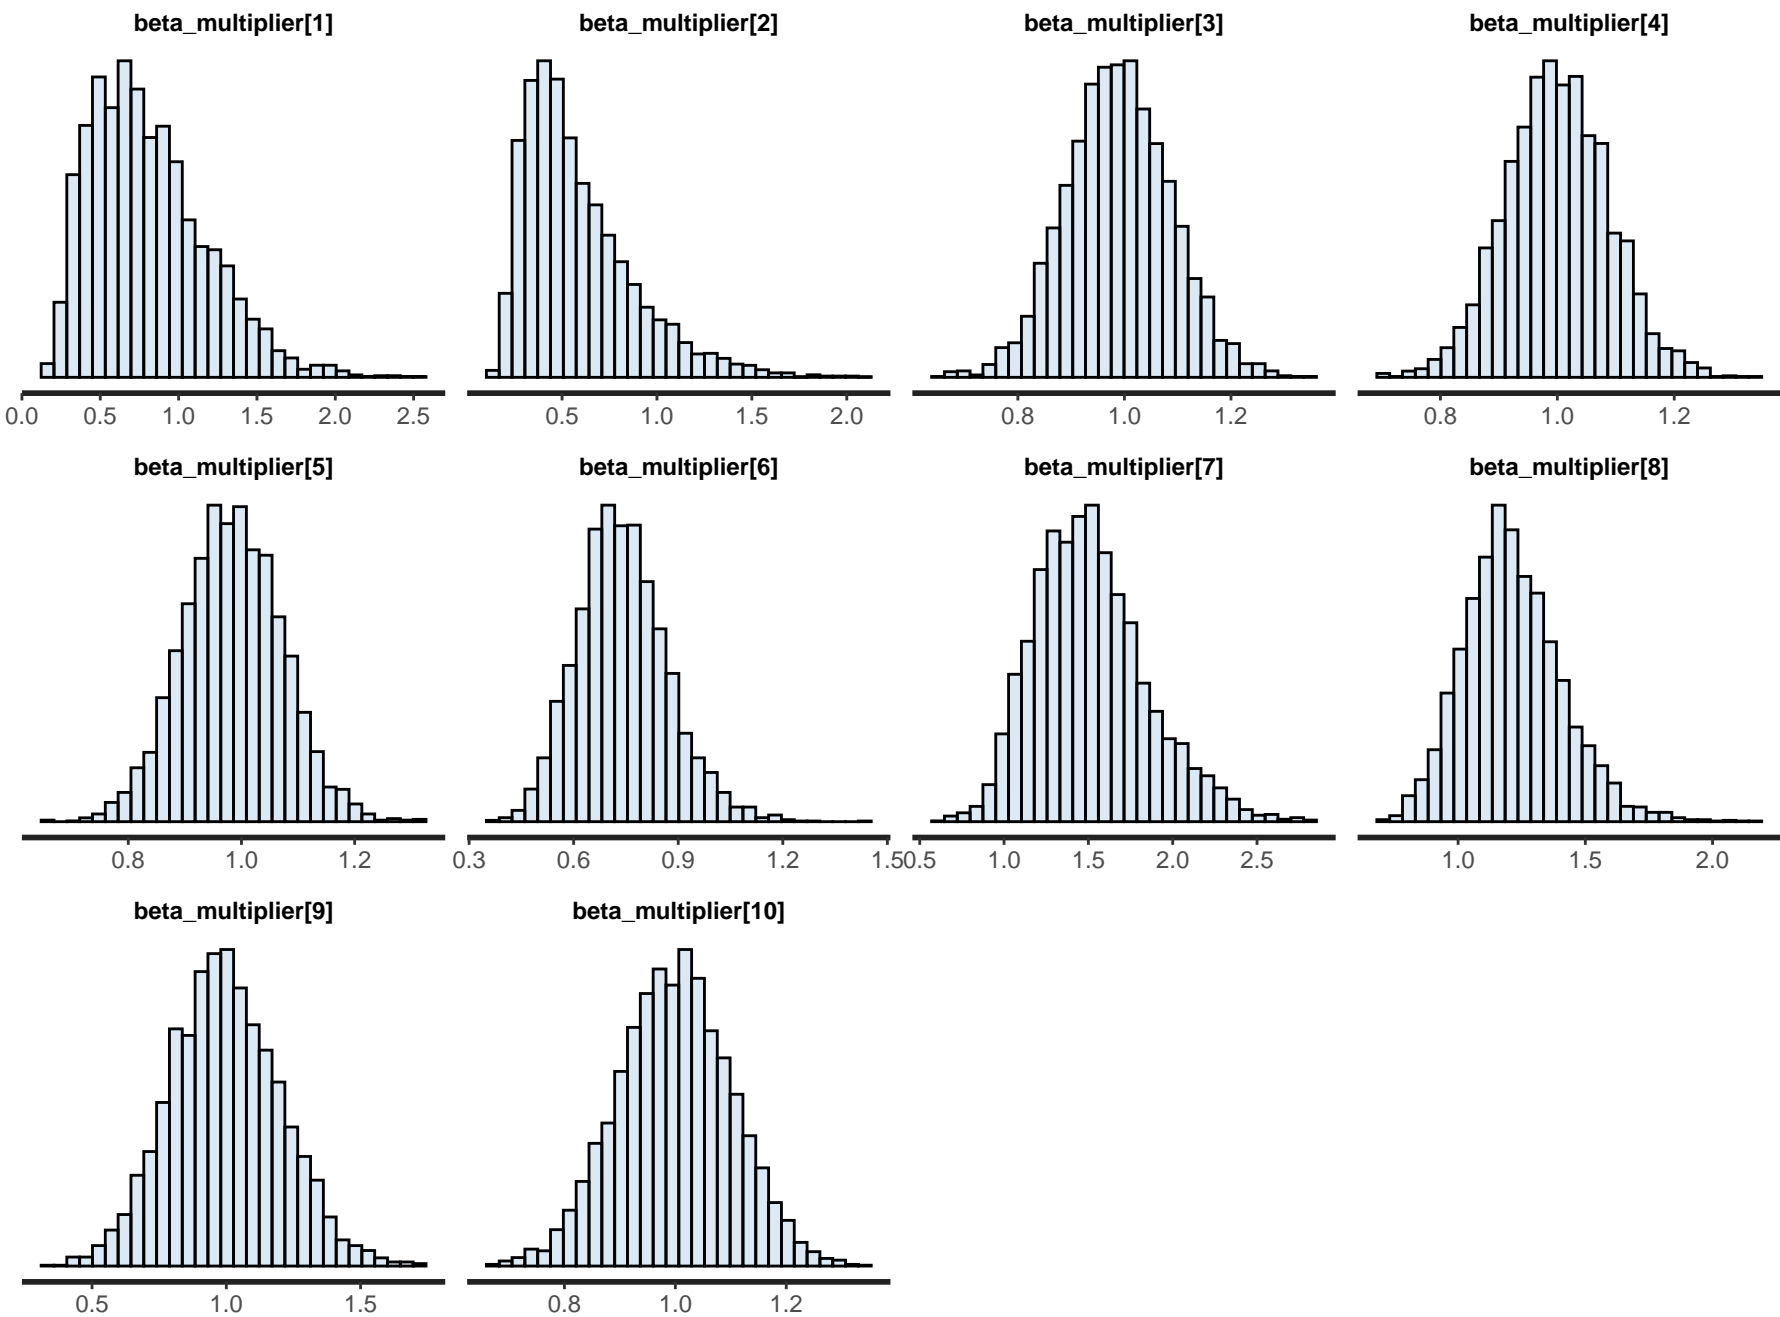 beta_multiplier[1] beta_multiplier[2] beta_multiplier[3] beta_multiplier[4]
0.0 0.5 1.0 1.5 2.0 2.5 0.5 1.0 1.5 2.0 0.8 1.0 1.2 0.8 1.0 1.2
beta_multiplier[5] beta_multiplier[6] beta_multiplier[7] beta_multiplier[8]
0.8 1.0 1.2 0.3 0.6 0.9 1.2 1.5 0.5 1.0 1.5 2.0 2.5 1.0 1.5 2.0
beta_multiplier[9] beta_multiplier[10]
0.5 1.0 1.5 0.8 1.0 1.2